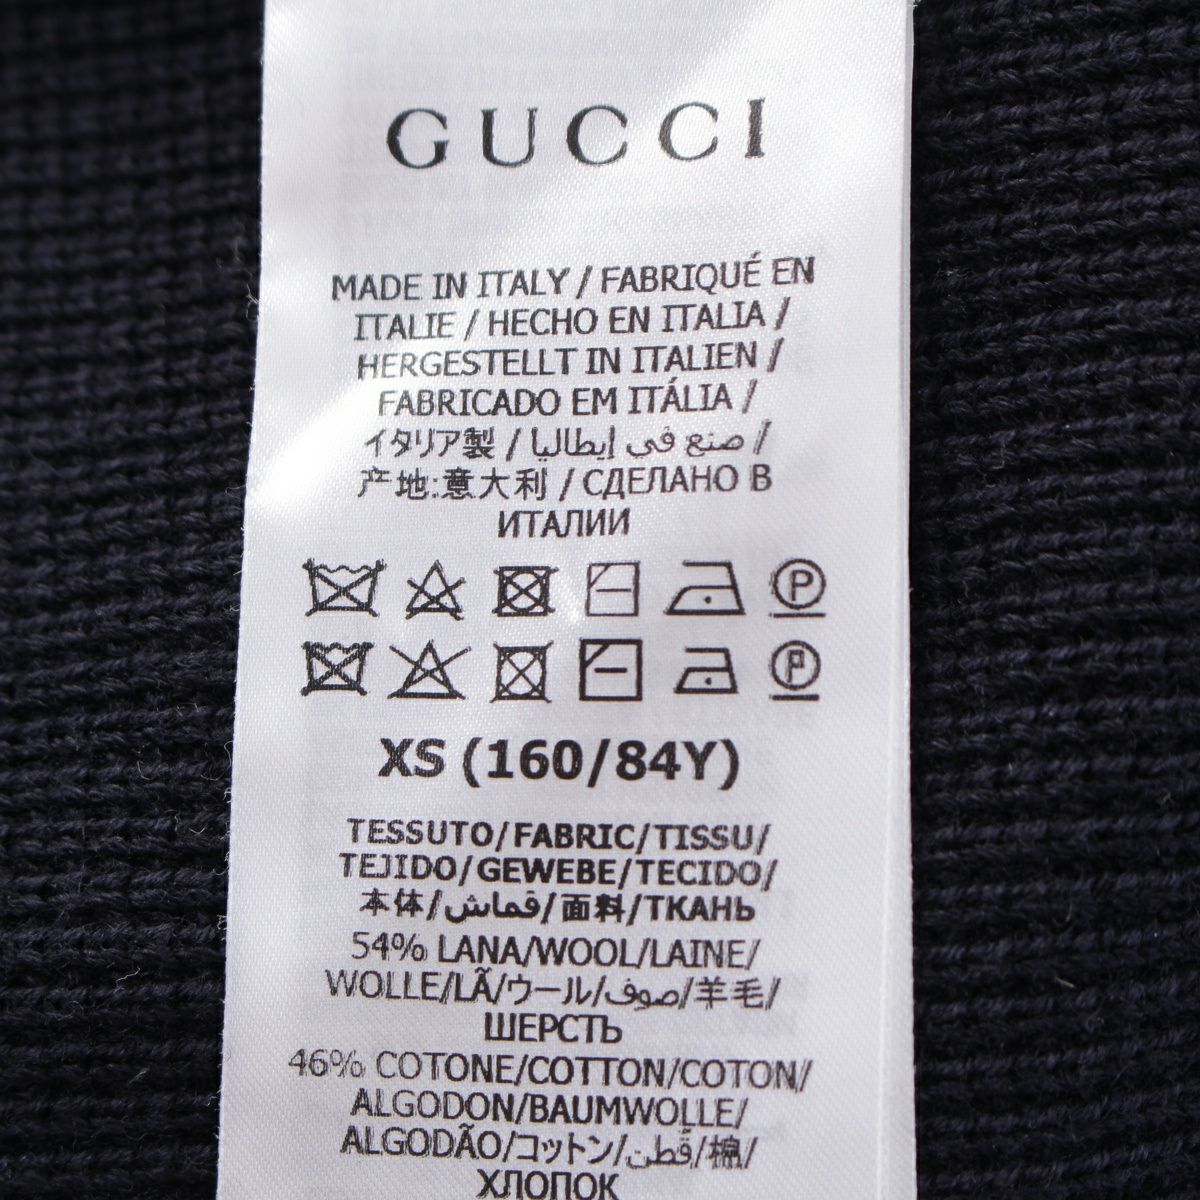 GUCCI
MADE IN ITALY / FABRIQUÉ EN
ITALIE / HECHO EN ITALIA /
HERGESTELLT IN ITALIEN /
FABRICADO EM ITÁLIA /
イタリア製 / صنع في إيطاليا /
产地:意大利 / СДЕЛАНО В
ИТАЛИИ
P
P
XS (160/84Y)
TESSUTO/FABRIC/TISSU/
TEJIDO/GEWEBE/TECIDO/
本体/قماش/面料/ТКАНЬ
54% LANA/WOOL/LAINE/
WOLLE/LÃ/ウール/صوف/羊毛/
ШЕРСТЬ
46% COTONE/COTTON/COTON/
ALGODON/BAUMWOLLE/
ALGODÃO/コットン/قُطن/棉/
ХЛОПОК